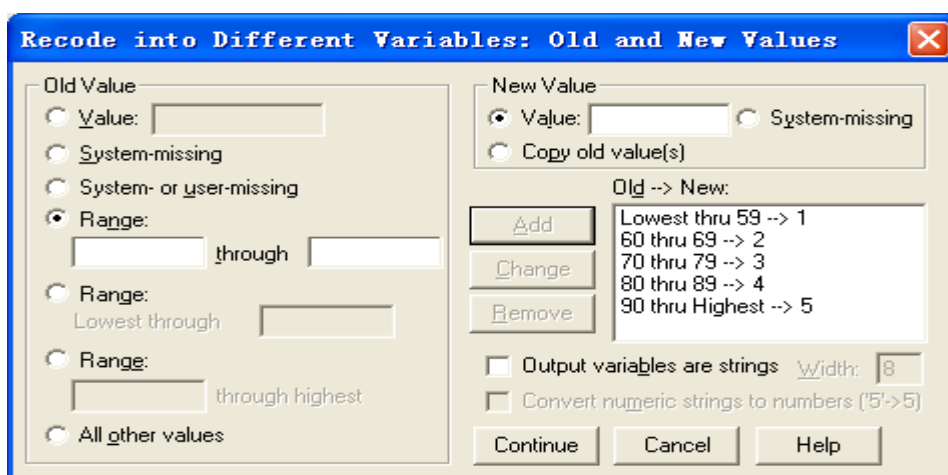 Recode into Different Variables: Old and New Values
Old Value
Value:
System-missing
System- or user-missing
Range:
through
Range:
Lowest through
Range:
through highest
All other values
New Value
Value:
System-missing
Copy old value(s)
Old --> New:
Lowest thru 59 --> 1
60 thru 69 --> 2
70 thru 79 --> 3
80 thru 89 --> 4
90 thru Highest --> 5
Add
Change
Remove
Output variables are strings Width: 8
Convert numeric strings to numbers ('5'->5)
Continue Cancel Help